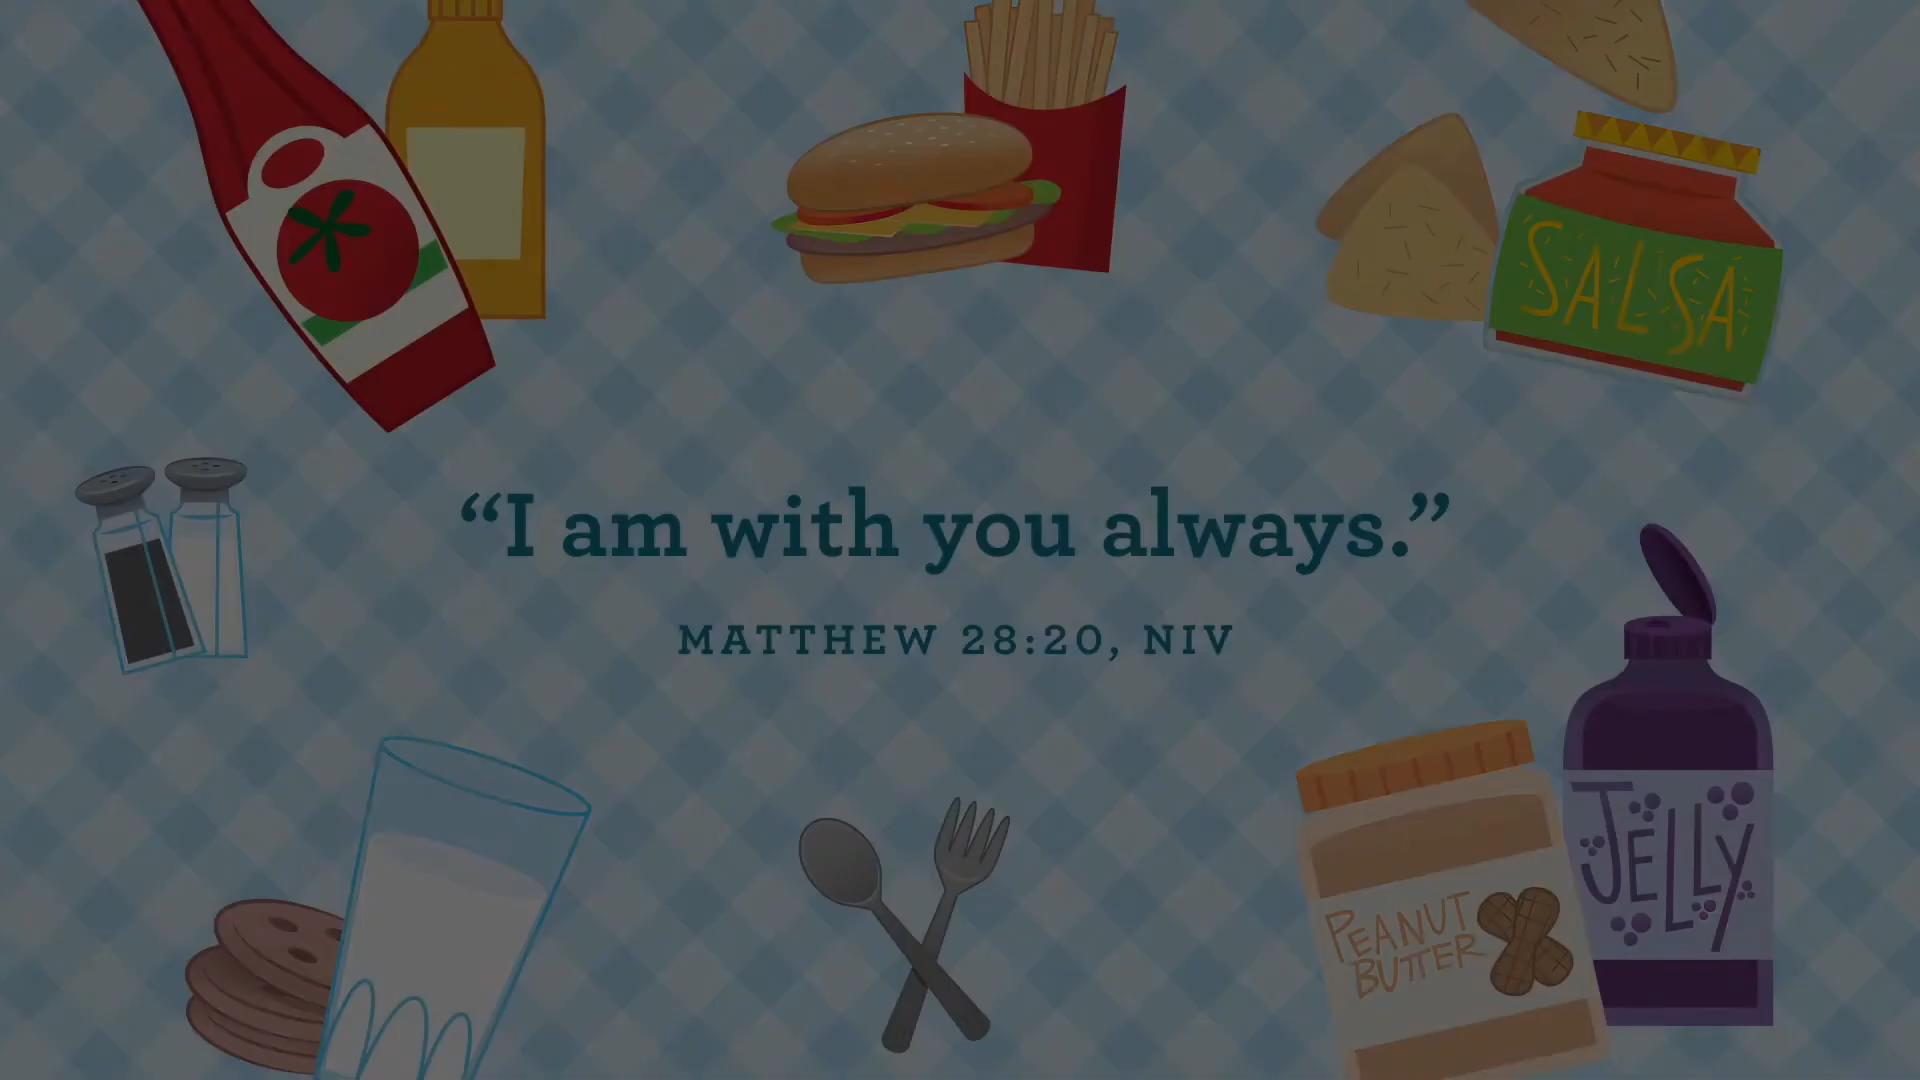 SALSA
“I am with you always.”
MATTHEW 28:20, NIV
JELLY
PEANUT
BUTTER